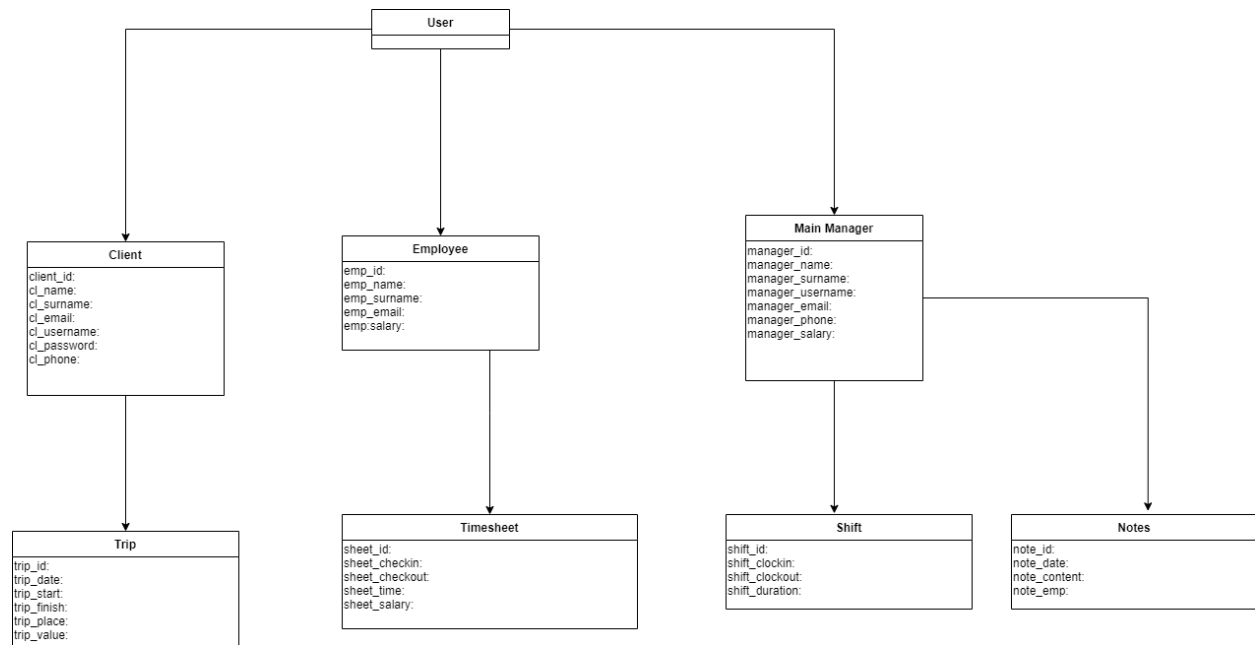 User
Client
client_id:
cl_name:
cl_surname:
cl_email:
cl_username:
cl_password:
cl_phone:
Employee
emp_id:
emp_name:
emp_surname:
emp_email:
emp:salary:
Main Manager
manager_id:
manager_name:
manager_surname:
manager_username:
manager_email:
manager_phone:
manager_salary:
Trip
trip_id:
trip_date:
trip_start:
trip_finish:
trip_place:
trip_value:
Timesheet
sheet_id:
sheet_checkin:
sheet_checkout:
sheet_time:
sheet_salary:
Shift
shift_id:
shift_clockin:
shift_clockout:
shift_duration:
Notes
note_id:
note_date:
note_content:
note_emp: